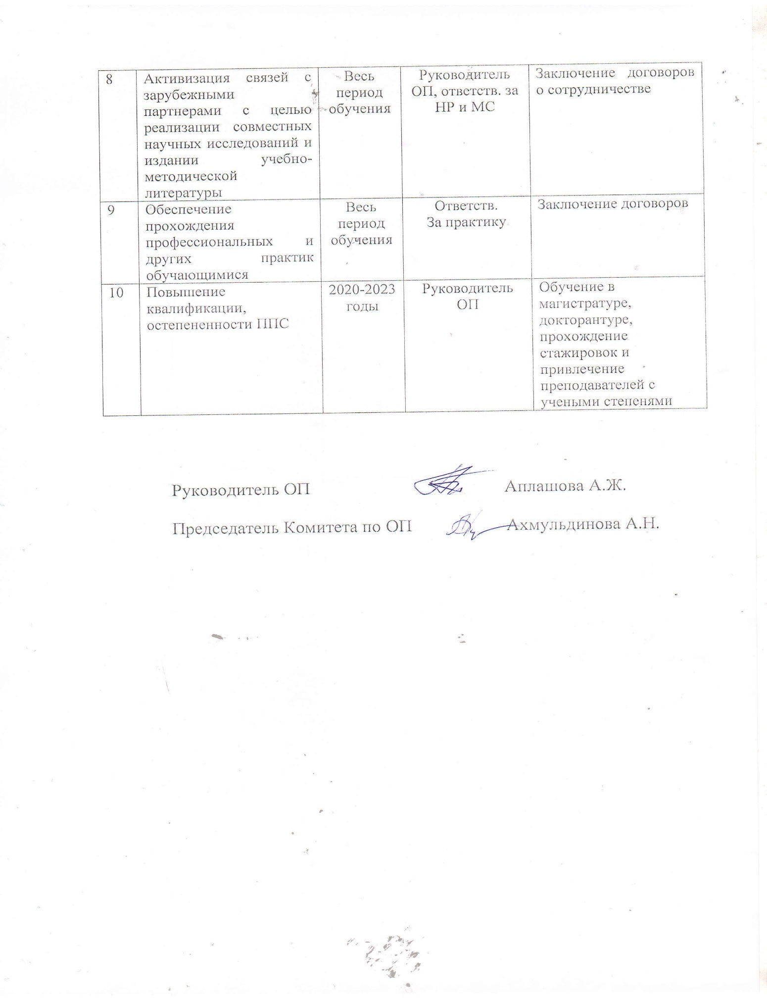 8
Активизация связей с
зарубежными
партнерами с целью
реализации совместных
научных исследований и
издании учебно-
методической
литературы
Весь
период
обучения
Руководитель
ОП, ответств. за
НР и МС
Заключение договоров
о сотрудничестве
9
Обеспечение
прохождения
профессиональных и
других практик
обучающимися
Весь
период
обучения
Ответств.
За практику
Заключение договоров
10
Повышение
квалификации,
остепененности ППС
2020-2023
годы
Руководитель
ОП
Обучение в
магистратуре,
докторантуре,
прохождение
стажировок и
привлечение
преподавателей с
учеными степенями
Руководитель ОП Аплашова А.Ж.
Председатель Комитета по ОП Ахмульдинова А.Н.